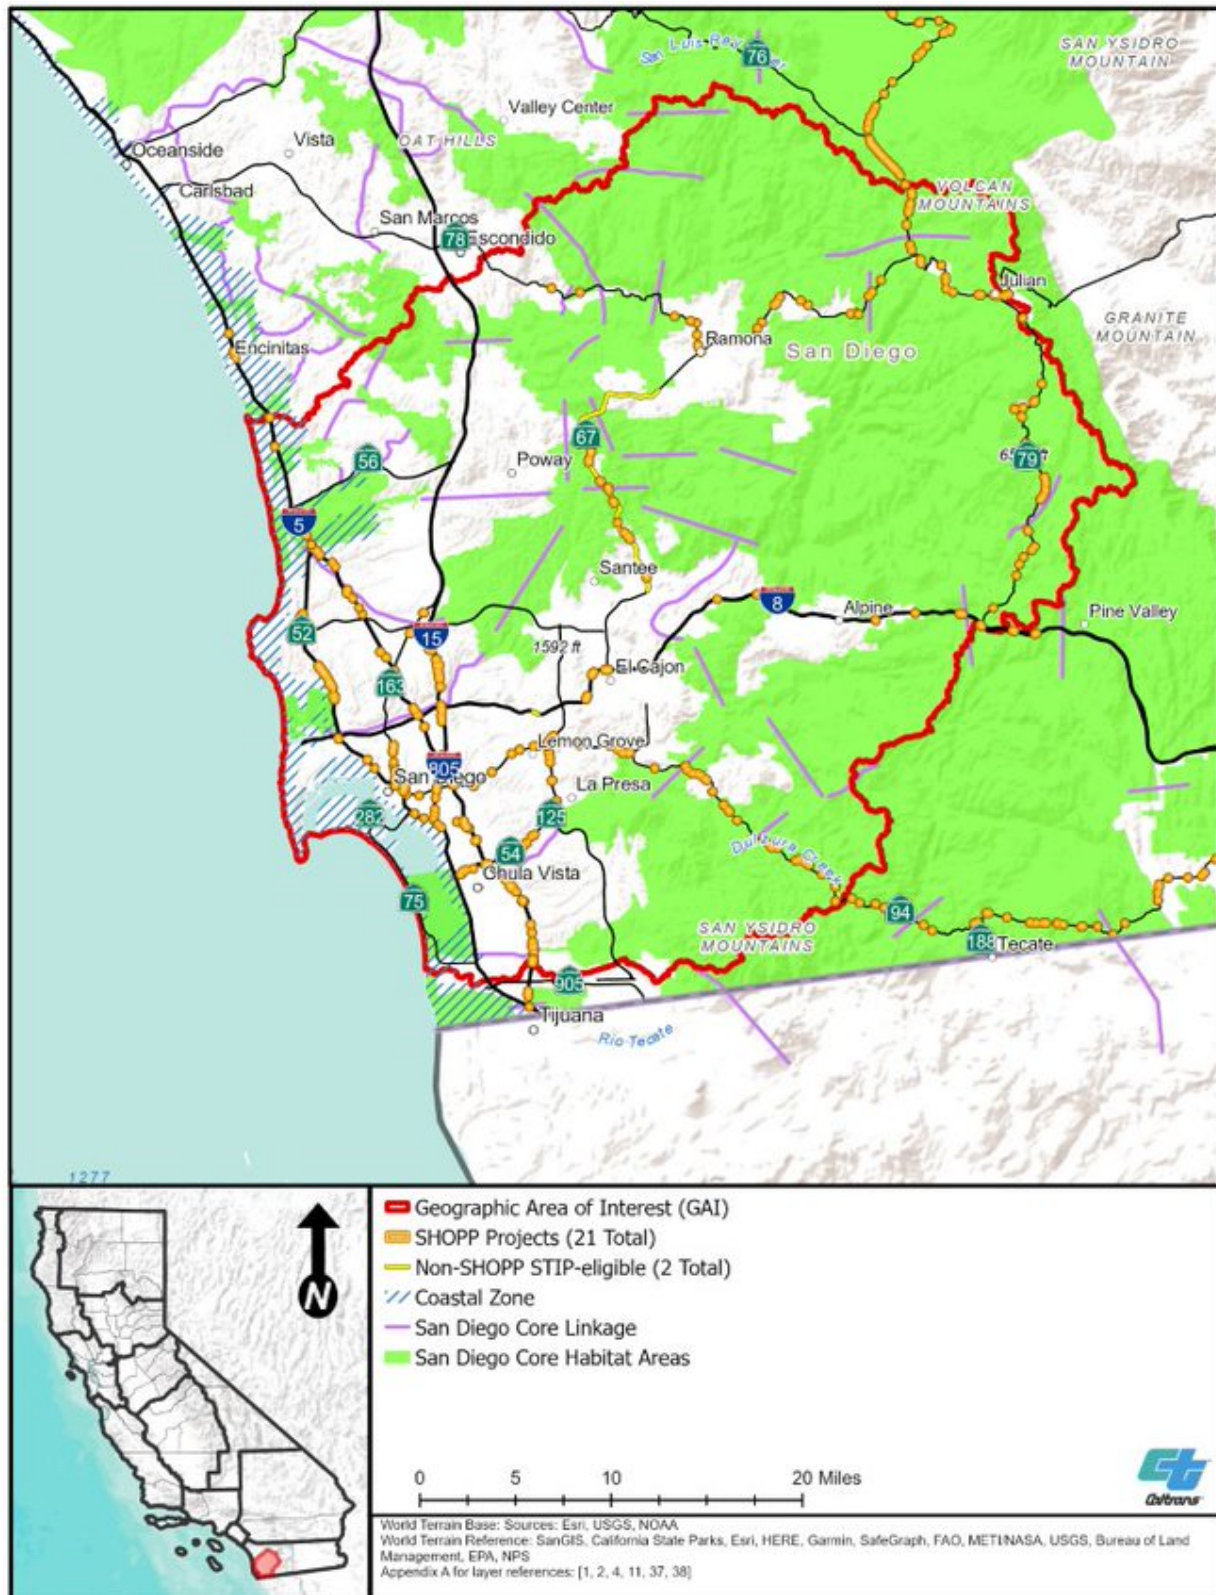 San Luis Rey River
76
SAN YSIDRO
MOUNTAIN
Valley Center
OAT HILLS
Vista
Oceanside
Carlsbad
VOLCAN
MOUNTAINS
San Marcos
78
Escondido
Julian
GRANITE
MOUNTAIN
Encinitas
Ramona
San Diego
67
56
Poway
79
5
Santee
8
Alpine
Pine Valley
52
15
1592 ft
El Cajon
163
Lemon Grove
805
San Diego
La Presa
282
125
Dulzura Creek
54
Chula Vista
75
94
SAN YSIDRO
MOUNTAINS
188
Tecate
905
Tijuana
Rio Tecate
1277
N
Geographic Area of Interest (GAI)
SHOPP Projects (21 Total)
Non-SHOPP STIP-eligible (2 Total)
Coastal Zone
San Diego Core Linkage
San Diego Core Habitat Areas
0 5 10 20 Miles
Ct
Caltrans
World Terrain Base: Sources: Esri, USGS, NOAA
World Terrain Reference: SanGIS, California State Parks, Esri, HERE, Garmin, SafeGraph, FAO, METI/NASA, USGS, Bureau of Land
Management, EPA, NPS
Appendix A for layer references: [1, 2, 4, 11, 37, 38]